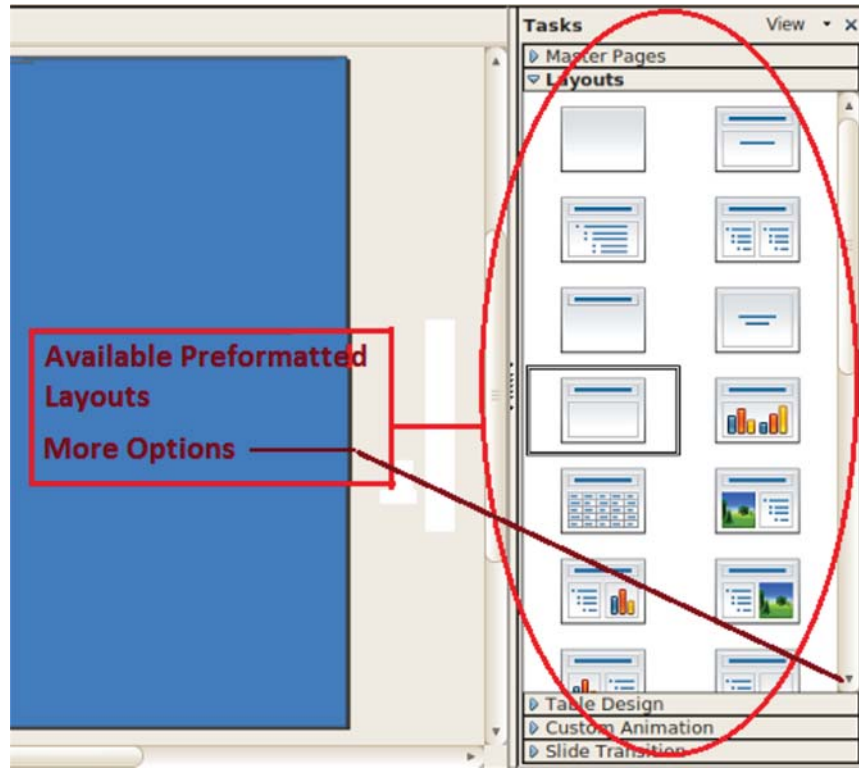 Tasks View
Master Pages
Layouts
Available Preformatted
Layouts
More Options
Table Design
Custom Animation
Slide Transition